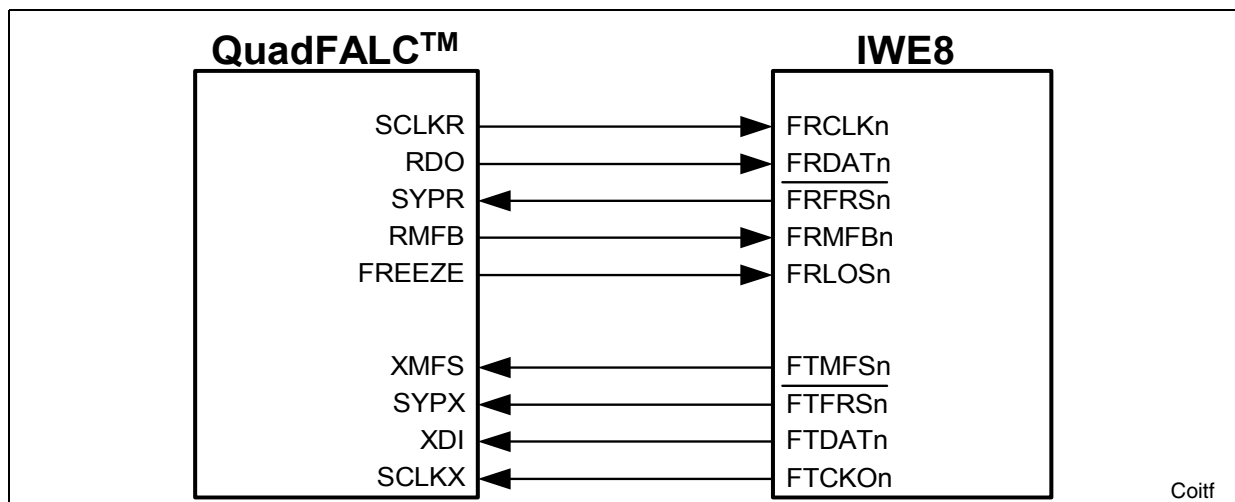 QuadFALC™ IWE8
SCLKR FRCLKn
RDO FRDATn
SYPR FRFRSn
RMFB FRMFBn
FREEZE FRLOSn
XMFS FTMFSn
SYPX FTFRSn
XDI FTDATn
SCLKX FTCKOn
Coitf